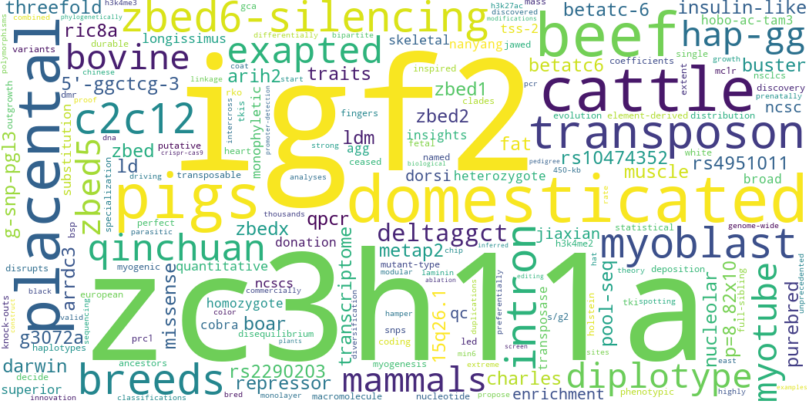 threefold
phylogenetically
h3k4me3
zbed6-silencing
gca
h3k27ac
mass
modifications
discovered
betatc-6
insulin-like
combined
variants
ric8a
durable
longissimus
differentially
bipartite
skeletal
tss-2
nanyang
jawed
beef
hobo-ac-tam3
hap-gg
polymorphisms
bovine
exapted
betatc6
inspired
single
growth
chinese
linkage
coat
start
arih2
traits
zbed1
clades
coefficients
mc1r
buster
5'-ggctcg-3
dmr
proof
rko
intercross
tkis
fingers
zbed2
pcr
nsclcs
discovery
prenatally
extent
placental
outgrowth
c2c12
igf2
cattle
ncsc
substitution
dna
putative
crispr-cas9
heart
monophyletic
promoter-detection
strong
ldm
insights
fetal
evolution
element-derived
distribution
zbed
agg
ceased
named
biological
fat
transposon
white
g-snp-pgl3
zbed5
specialization
driving
transposable
analyses
dorsi
heterozygote
450-kb
pedigree
muscle
rs10474352
rs4951011
broad
ld
pigs
domesticated
rate
thousands
perfect
parasitic
zbedx
qpcr
deltaggct
jiaxian
statistical
genome-wide
bsp
qinchuan
donation
metap2
chip
inferred
h3k4me2
myoblast
disrupts
arrdc3
myogenic
quantitative
ncscs
commercially
mutant-type
modular
laminin
ablation
editing
hat
theory
deposition
unprecedented
european
zc3h11a
transcriptome
diversification
intron
transposase
pool-seq
tki
spotting
nucleolar
p=8.82x10
full-sibling
myotube
purebred
knock-outs
black
valid
missense
homozygote
color
hamper
15q26.1
duplications
preferentially
s/g2
holstein
g3072a
sequencing
prc1
cobra
boar
snps
qc
haplotypes
disequilibrium
plants
coding
led
screen
sites
darwin
ancestors
rs2290203
myogenesis
min6
decide
breeds
mammals
extreme
charles
diplotype
east
superior
repressor
phenotypic
innovation
classifications
bred
monolayer
macromolecule
nucleotide
propose
enrichment
examples